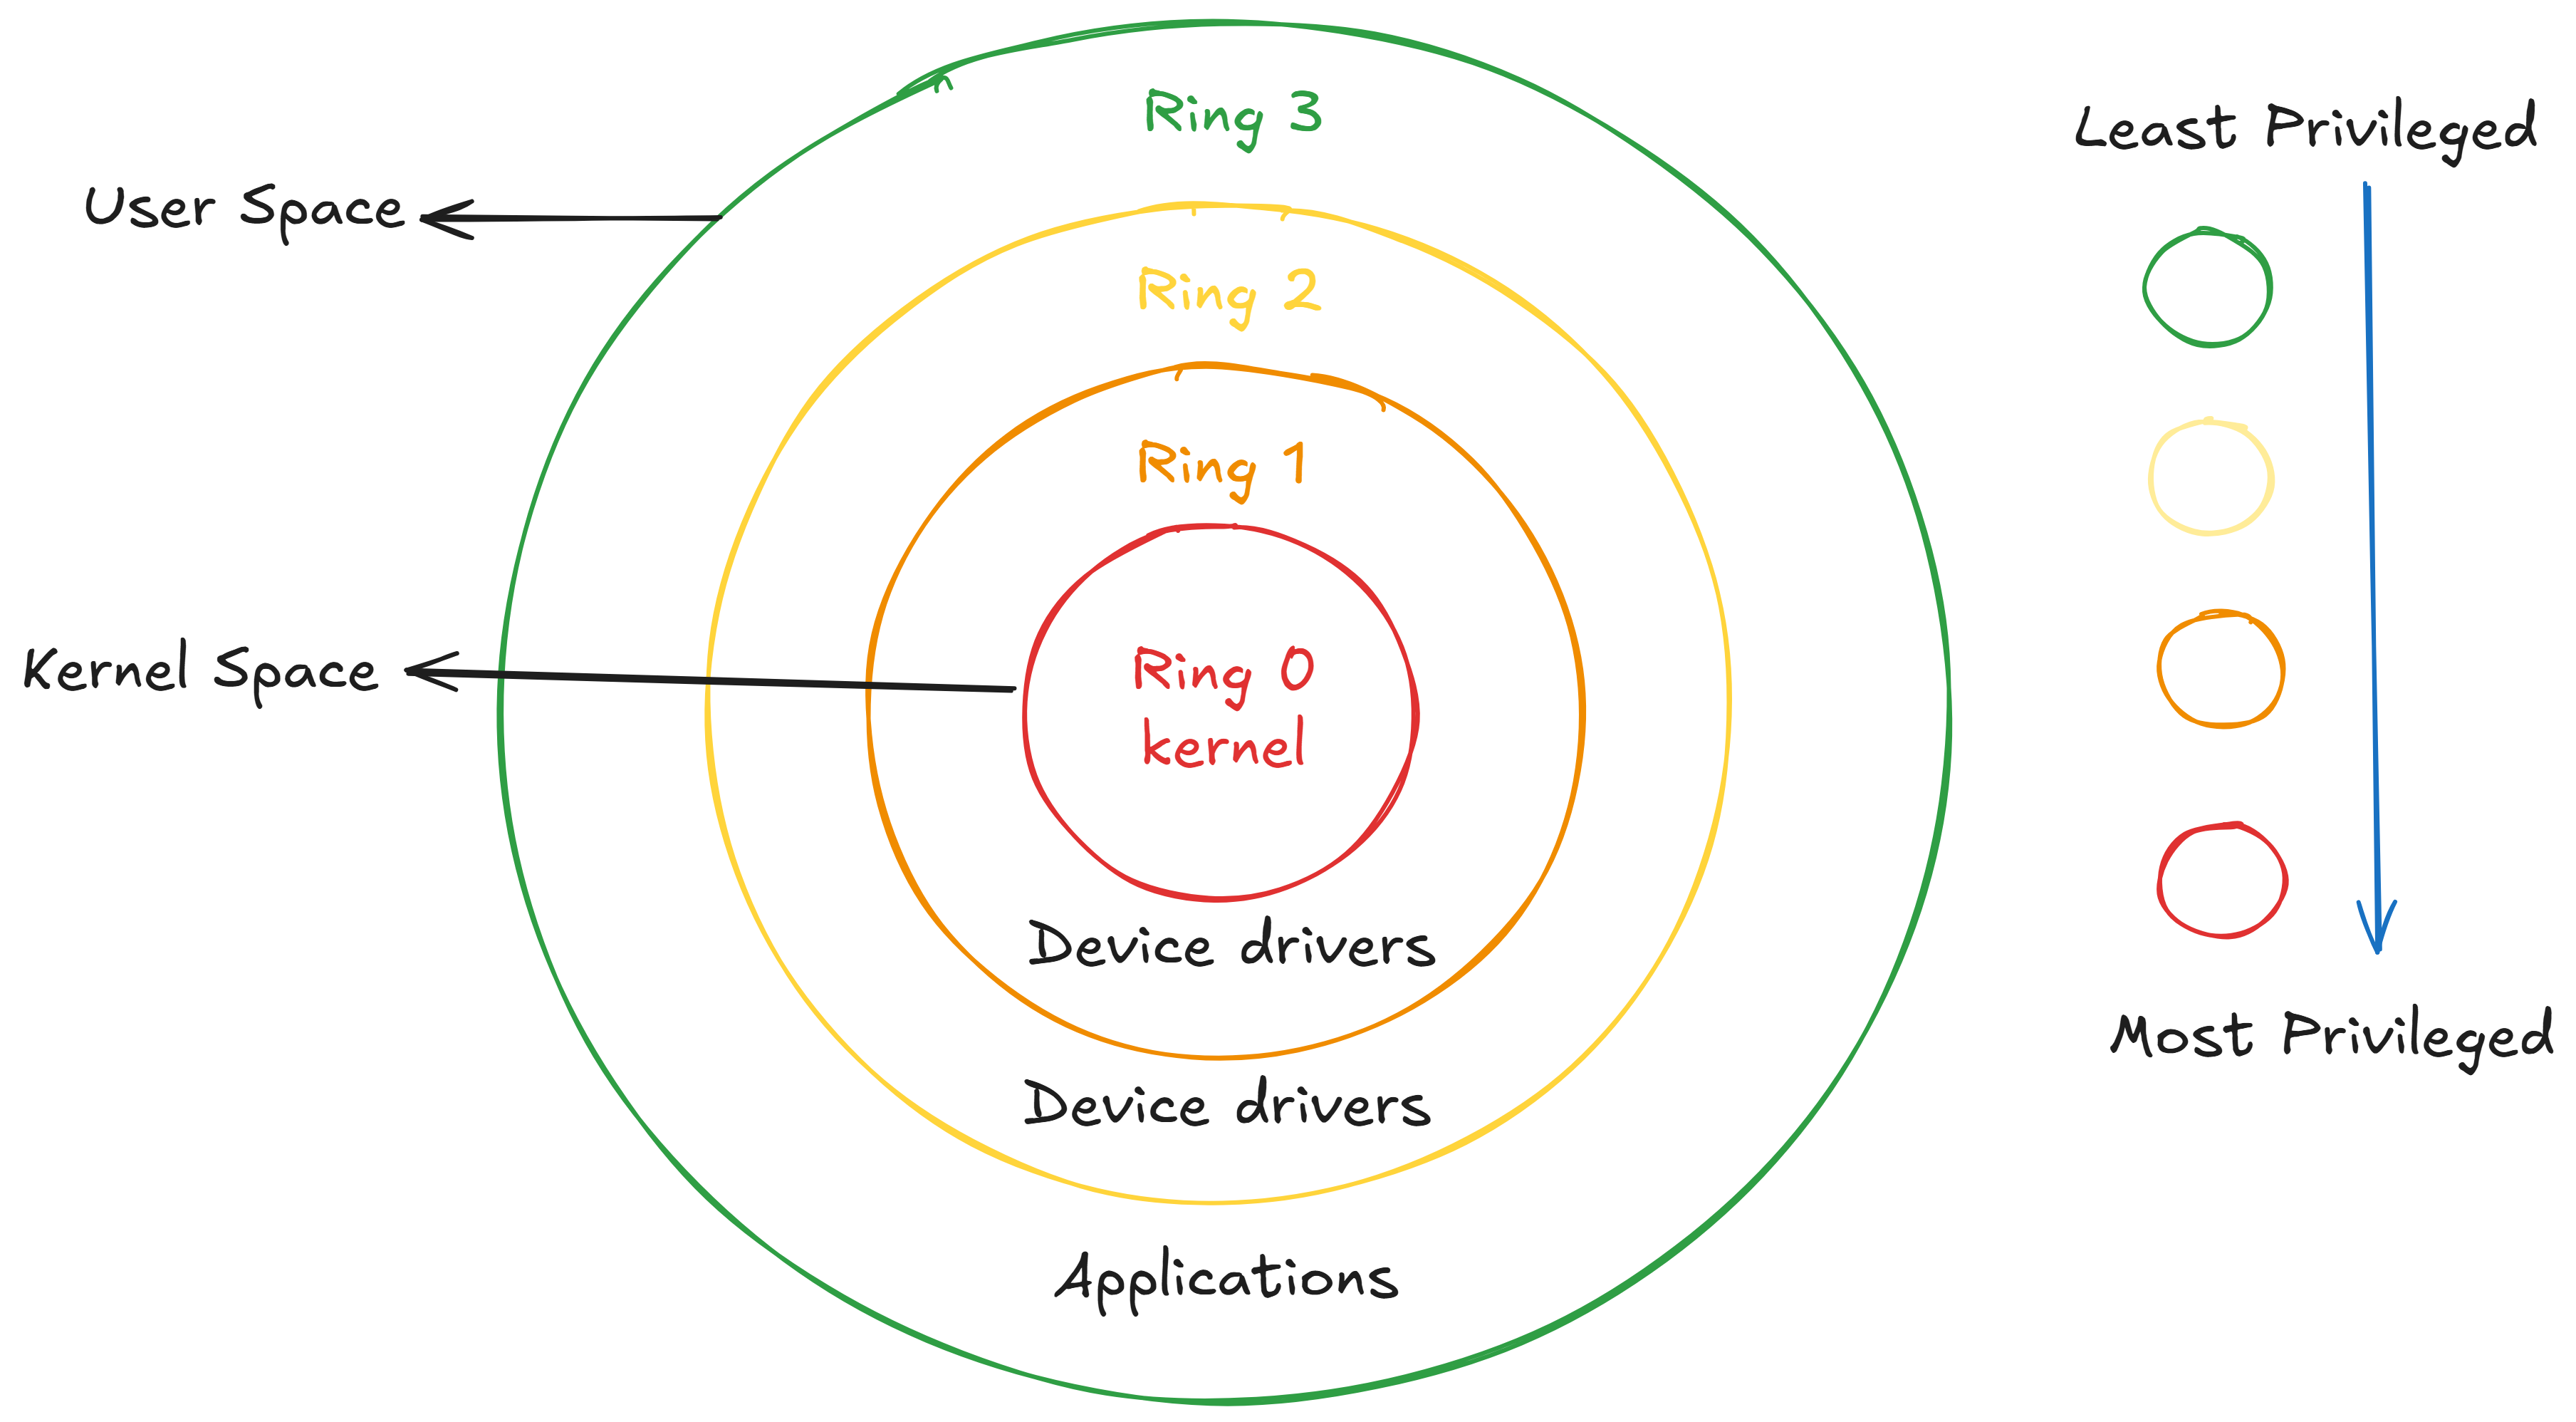 Ring 3
Least Privileged
User Space
Ring 2
Ring 1
Kernel Space
Ring 0
kernel
Device drivers
Most Privileged
Device drivers
Applications